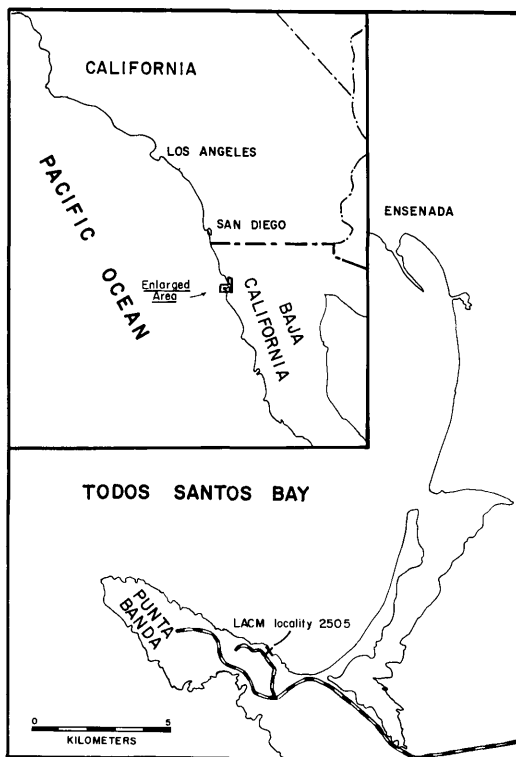 CALIFORNIA
LOS ANGELES
PACIFIC OCEAN
SAN DIEGO
ENSENADA
Enlarged
Area
BAJA
CALIFORNIA
TODOS SANTOS BAY
PUNTA
BANDA
LACM locality 2505
0 5
KILOMETERS